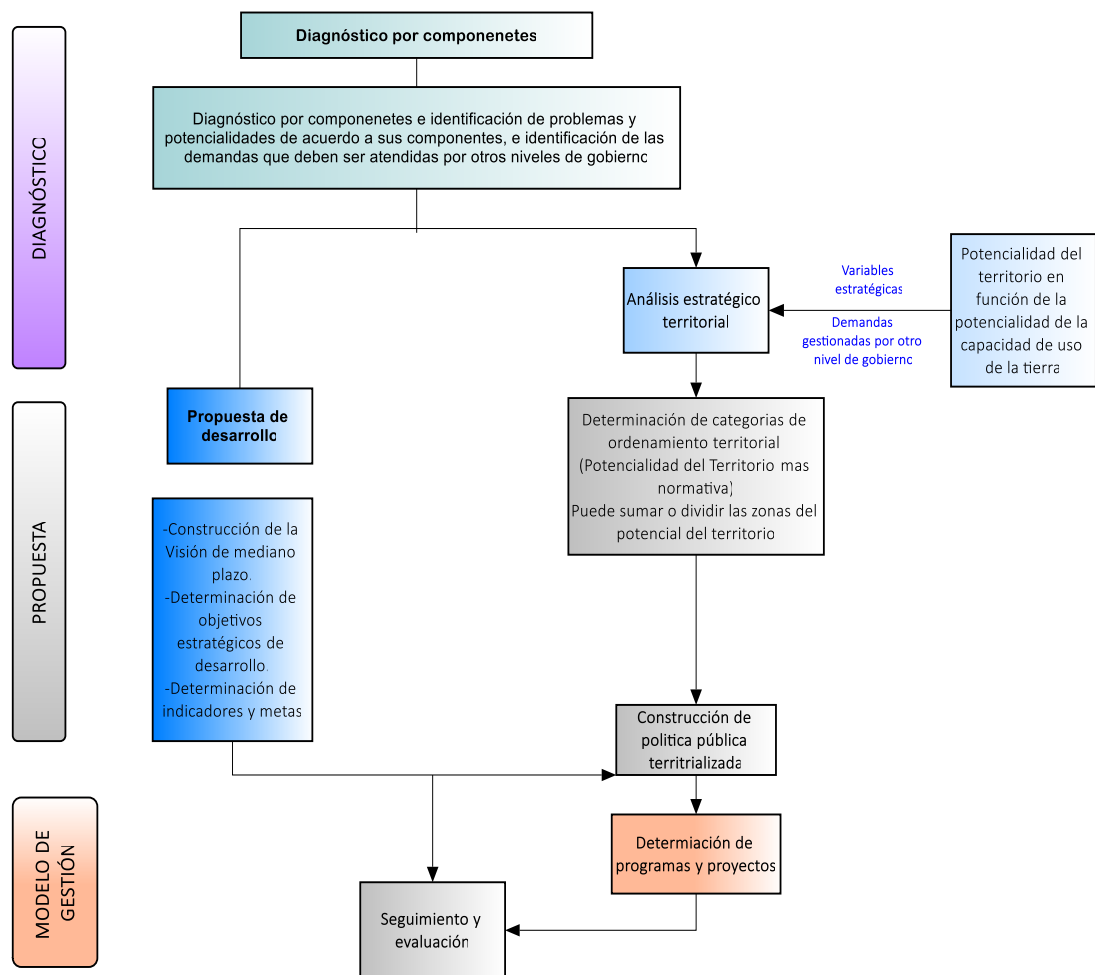 DIAGNÓSTICO
Diagnóstico por componenetes
Diagnóstico por componenetes e identificación de problemas y
potencialidades de acuerdo a sus componentes, e identificación de las
demandas que deben ser atendidas por otros niveles de gobierno
Análisis estratégico
territorial
Variables
estratégicas
Demandas
gestionadas por otro
nivel de gobierno
Potencialidad del
territorio en
función de la
potencialidad de la
capacidad de uso
de la tierra
PROPUESTA
Propuesta de
desarrollo
-Construcción de la
Visión de mediano
plazo.
-Determinación de
objetivos
estratégicos de
desarrollo.
-Determinación de
indicadores y metas
Determinación de categorias de
ordenamiento territorial
(Potencialidad del Territorio mas
normativa)
Puede sumar o dividir las zonas del
potencial del territorio
Construcción de
politica pública
territrializada
MODELO DE
GESTIÓN
Determiación de
programas y proyectos
Seguimiento y
evaluación